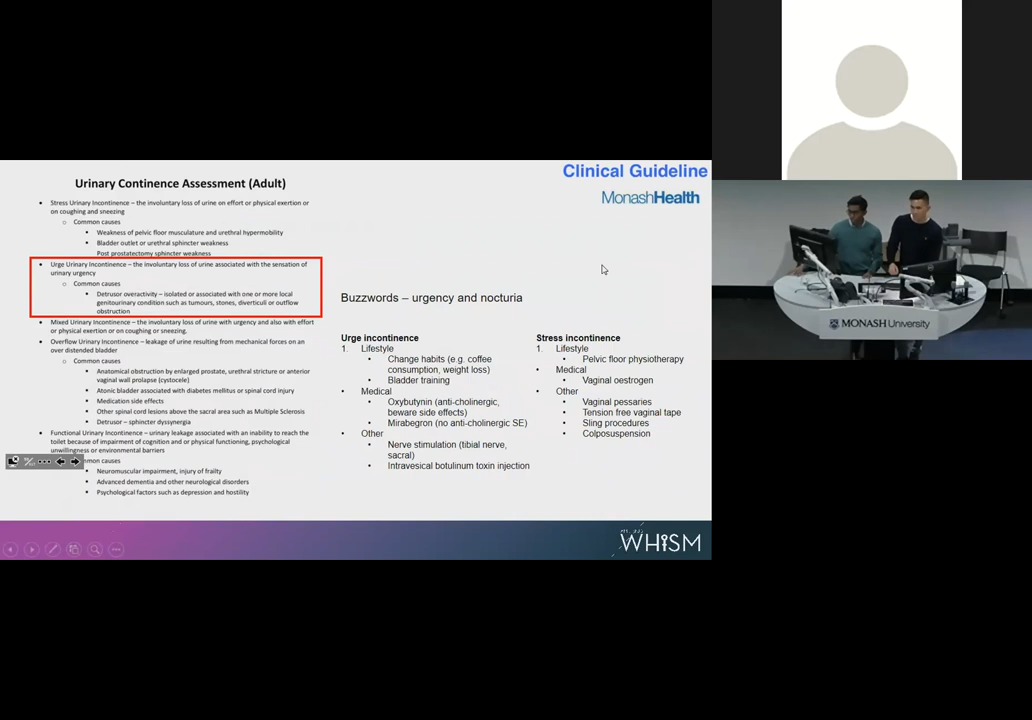 Urinary Continence Assessment (Adult)
• Stress Urinary Incontinence – the involuntary loss of urine on effort or physical exertion or
on coughing and sneezing
o Common causes
▪ Weakness of pelvic floor musculature and urethral hypermobility
▪ Bladder outlet or urethral sphincter weakness
Post prostatectomy sphincter weakness
• Urge Urinary Incontinence – the involuntary loss of urine associated with the sensation of
urinary urgency
o Common causes
▪ Detrusor overactivity – isolated or associated with one or more local
genitourinary condition such as tumours, stones, diverticuli or outflow
obstruction
• Mixed Urinary Incontinence – the involuntary loss of urine with urgency and also with effort
or physical exertion or on coughing or sneezing.
• Overflow Urinary Incontinence – leakage of urine resulting from mechanical forces on an
over distended bladder
o Common causes
▪ Anatomical obstruction by enlarged prostate, urethral stricture or anterior
vaginal wall prolapse (cystocele)
▪ Atonic bladder associated with diabetes mellitus or spinal cord injury
▪ Medication side effects
▪ Other spinal cord lesions above the sacral area such as Multiple Sclerosis
▪ Detrusor – sphincter dyssynergia
• Functional Urinary Incontinence – urinary leakage associated with an inability to reach the
toilet because of impairment of cognition and or physical functioning, psychological
unwillingness or environmental barriers
mmon causes
▪ Neuromuscular impairment, injury of frailty
▪ Advanced dementia and other neurological disorders
▪ Psychological factors such as depression and hostility
Clinical Guideline
MonashHealth
Buzzwords – urgency and nocturia
Urge incontinence
1. Lifestyle
• Change habits (e.g. coffee
consumption, weight loss)
• Bladder training
• Medical
• Oxybutynin (anti-cholinergic,
beware side effects)
• Mirabegron (no anti-cholinergic SE)
• Other
• Nerve stimulation (tibial nerve,
sacral)
• Intravesical botulinum toxin injection
Stress incontinence
1. Lifestyle
• Pelvic floor physiotherapy
• Medical
• Vaginal oestrogen
• Other
• Vaginal pessaries
• Tension free vaginal tape
• Sling procedures
• Colposuspension
WHISM
MONASH University